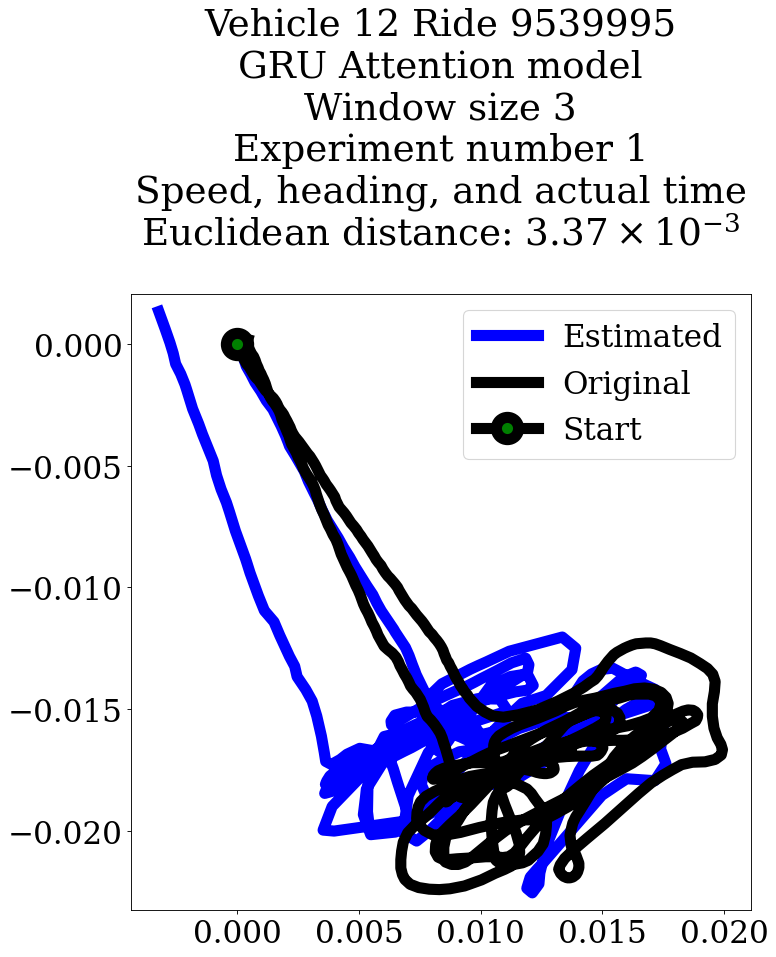 Vehicle 12 Ride 9539995
GRU Attention model
Window size 3
Experiment number 1
Speed, heading, and actual time
Euclidean distance: 3.37 × 10⁻³
Estimated
Original
Start
0.000
−0.005
−0.010
−0.015
−0.020
0.000 0.005 0.010 0.015 0.020